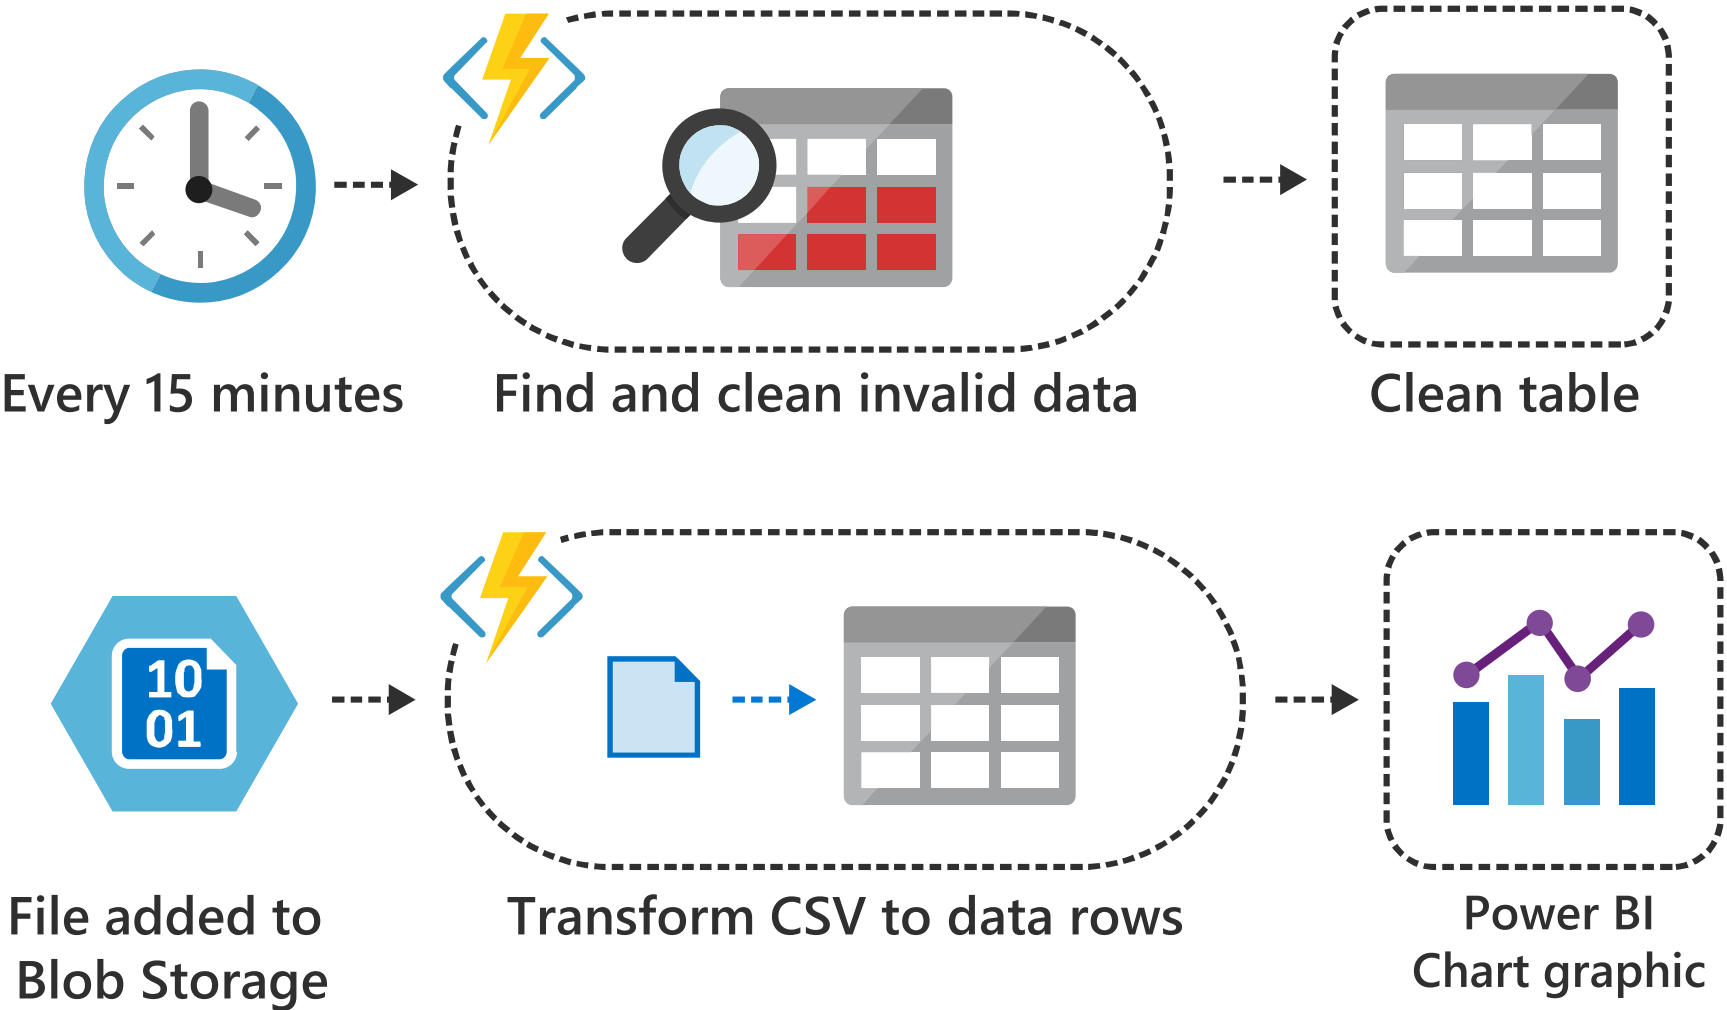 Every 15 minutes
Find and clean invalid data
Clean table
10
01
File added to
Blob Storage
Transform CSV to data rows
Power BI
Chart graphic